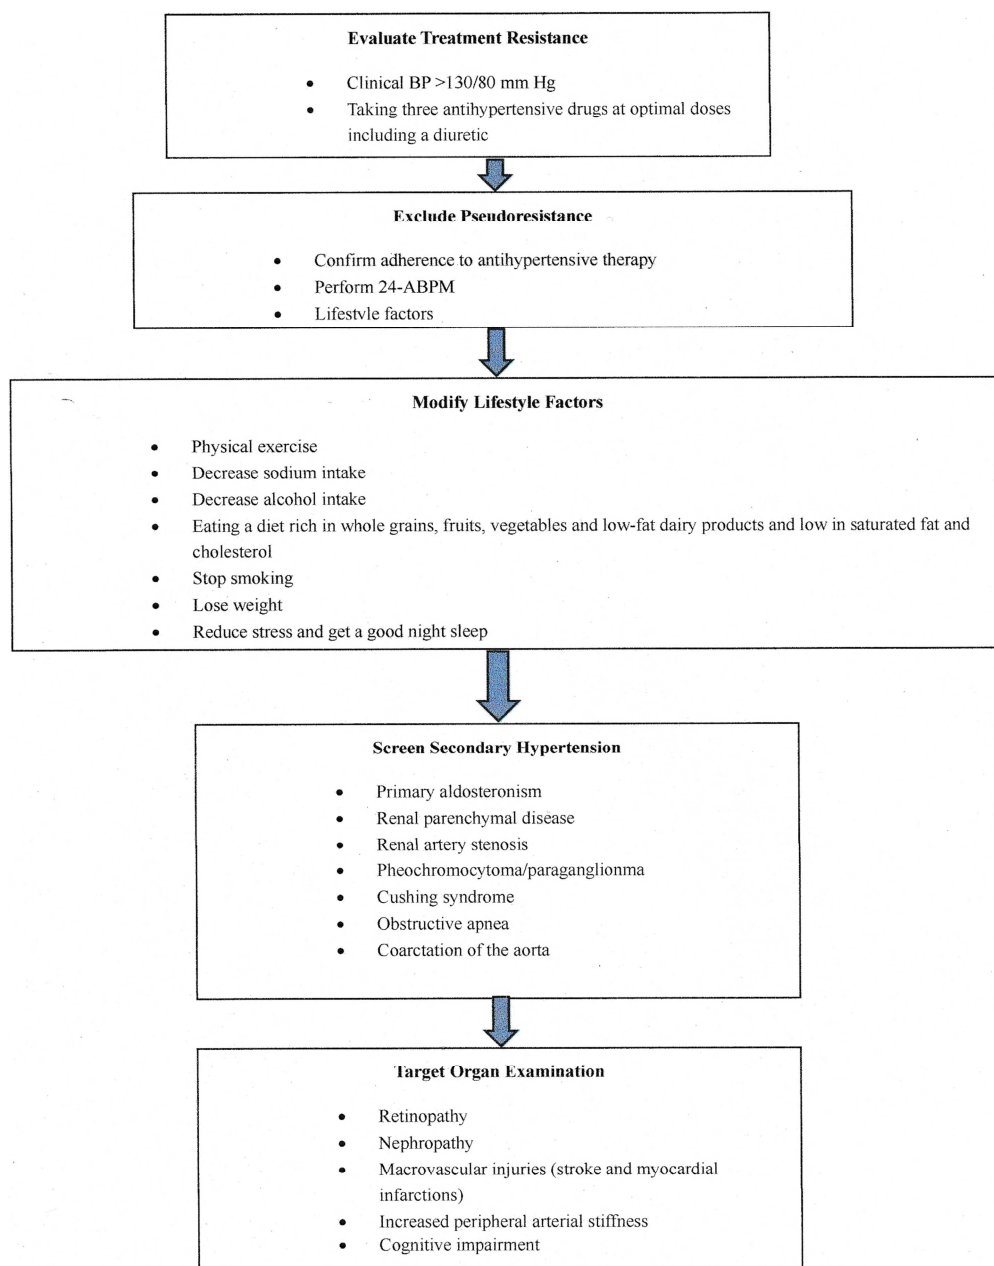 Evaluate Treatment Resistance
• Clinical BP >130/80 mm Hg
• Taking three antihypertensive drugs at optimal doses
including a diuretic
Exclude Pseudoresistance
• Confirm adherence to antihypertensive therapy
• Perform 24-ABPM
• Lifestyle factors
Modify Lifestyle Factors
• Physical exercise
• Decrease sodium intake
• Decrease alcohol intake
• Eating a diet rich in whole grains, fruits, vegetables and low-fat dairy products and low in saturated fat and
cholesterol
• Stop smoking
• Lose weight
• Reduce stress and get a good night sleep
Screen Secondary Hypertension
• Primary aldosteronism
• Renal parenchymal disease
• Renal artery stenosis
• Pheochromocytoma/paraganglionma
• Cushing syndrome
• Obstructive apnea
• Coarctation of the aorta
Target Organ Examination
• Retinopathy
• Nephropathy
• Macrovascular injuries (stroke and myocardial
infarctions)
• Increased peripheral arterial stiffness
• Cognitive impairment